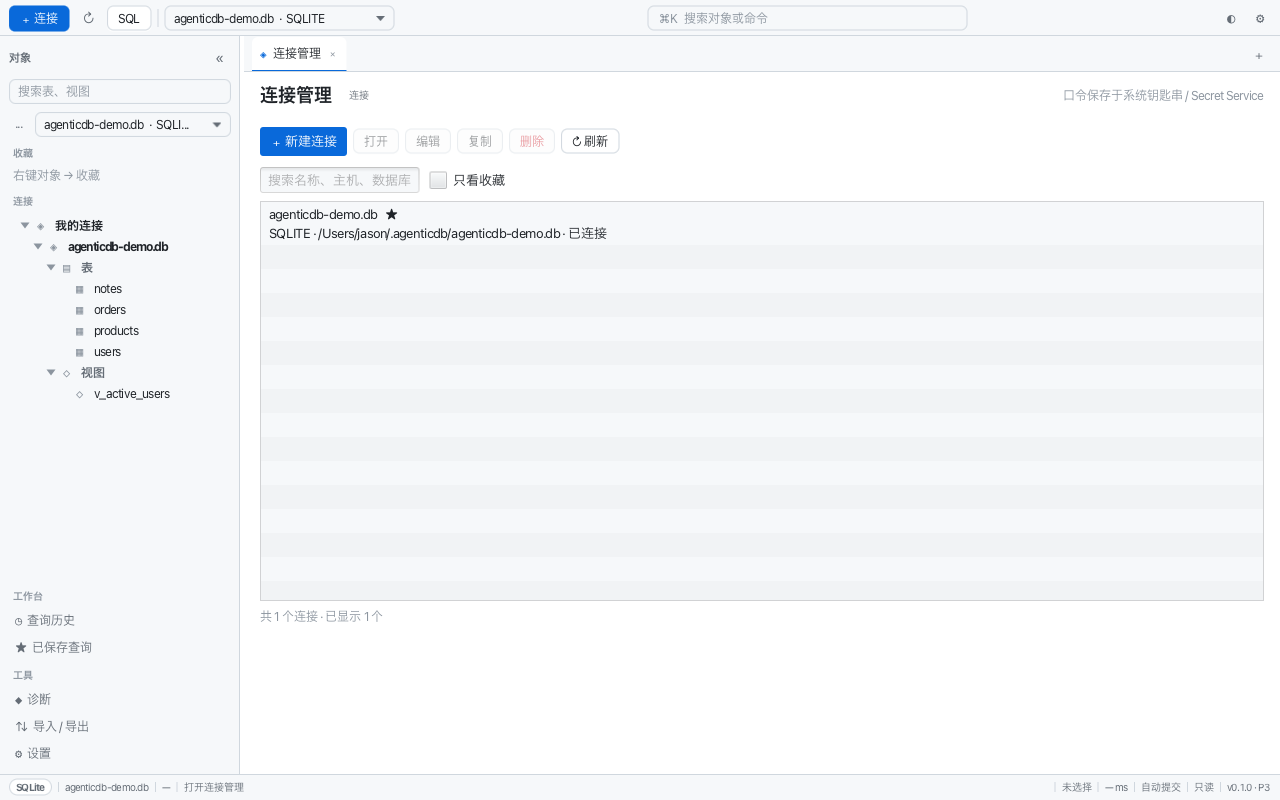 + 连接
SQL
agenticdb-demo.db · SQLITE
⌘K 搜索对象或命令
对象
«
搜索表、视图
... agenticdb-demo.db · SQLI...
收藏
右键对象 → 收藏
连接
我的连接
agenticdb-demo.db
表
notes
orders
products
users
视图
v_active_users
工作台
查询历史
★ 已保存查询
工具
诊断
导入 / 导出
设置
连接管理 ×
+
连接管理 连接
口令保存于系统钥匙串 / Secret Service
+ 新建连接
打开
编辑
复制
删除
刷新
搜索名称、主机、数据库
只看收藏
agenticdb-demo.db ★
SQLITE · /Users/jason/.agenticdb/agenticdb-demo.db · 已连接
共 1 个连接 · 已显示 1 个
SQLite
agenticdb-demo.db
—
打开连接管理
未选择
— ms
自动提交
只读
v0.1.0 · P3